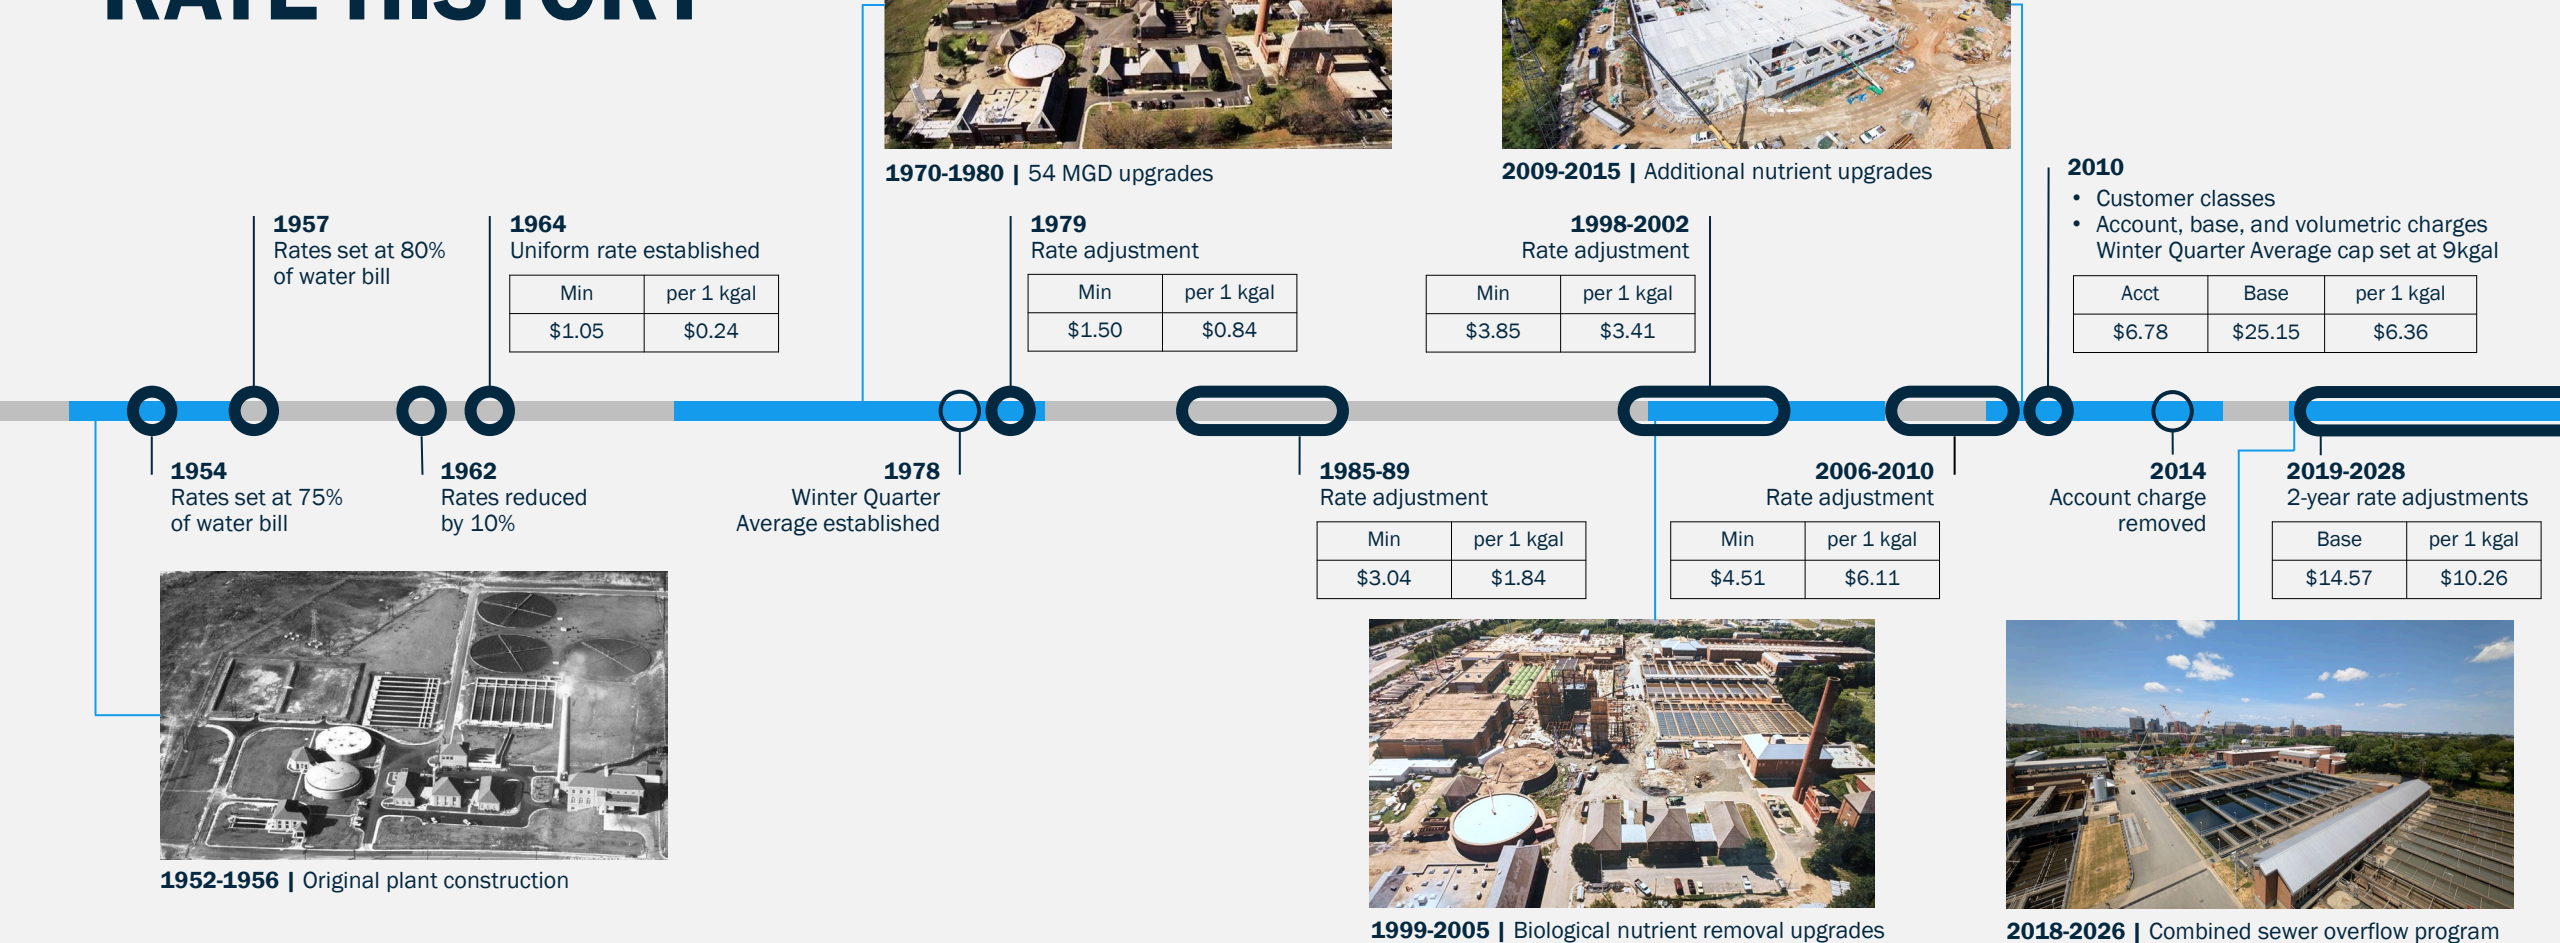 RATE HISTORY
1970-1980 | 54 MGD upgrades
2009-2015 | Additional nutrient upgrades
1957
Rates set at 80%
of water bill
1964
Uniform rate established
Min per 1 kgal
$1.05 $0.24
1979
Rate adjustment
Min per 1 kgal
$1.50 $0.84
1998-2002
Rate adjustment
Min per 1 kgal
$3.85 $3.41
2010
• Customer classes
• Account, base, and volumetric charges
Winter Quarter Average cap set at 9kgal
Acct Base per 1 kgal
$6.78 $25.15 $6.36
1954
Rates set at 75%
of water bill
1962
Rates reduced
by 10%
1978
Winter Quarter
Average established
1985-89
Rate adjustment
Min per 1 kgal
$3.04 $1.84
2006-2010
Rate adjustment
Min per 1 kgal
$4.51 $6.11
2014
Account charge
removed
2019-2028
2-year rate adjustments
Base per 1 kgal
$14.57 $10.26
1952-1956 | Original plant construction
1999-2005 | Biological nutrient removal upgrades
2018-2026 | Combined sewer overflow program